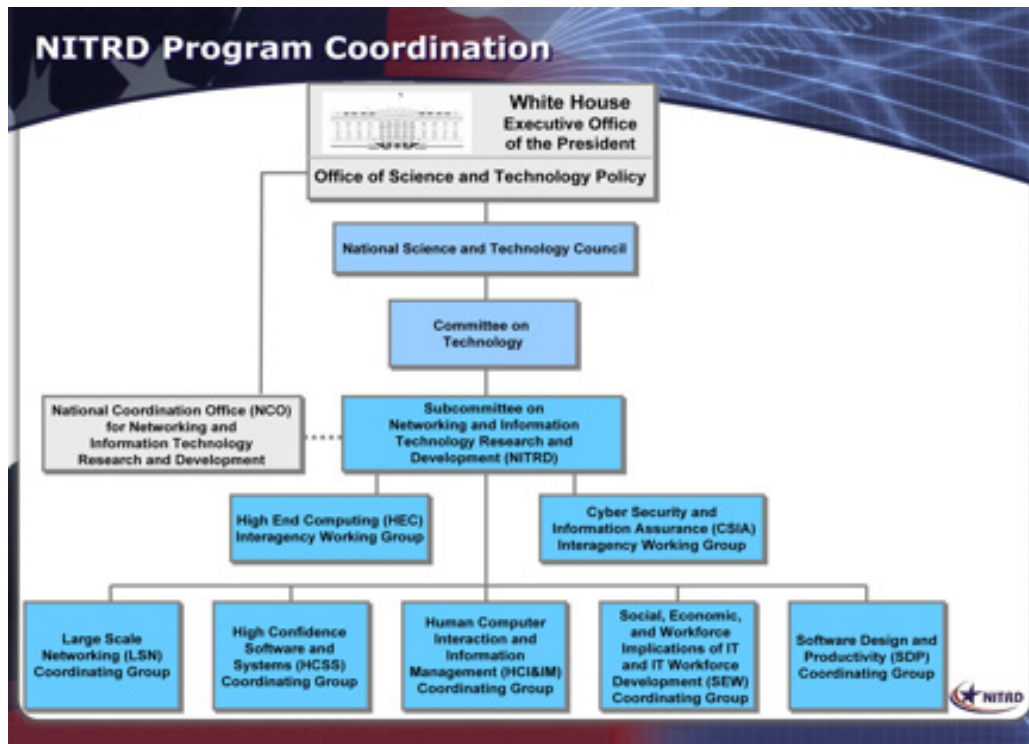 NITRD Program Coordination
White House
Executive Office
of the President
Office of Science and Technology Policy
National Science and Technology Council
Committee on
Technology
National Coordination Office (NCO)
for Networking and
Information Technology
Research and Development
Subcommittee on
Networking and Information
Technology Research and
Development (NITRD)
High End Computing (HEC)
Interagency Working Group
Cyber Security and
Information Assurance (CSIA)
Interagency Working Group
Large Scale
Networking (LSN)
Coordinating Group
High Confidence
Software and
Systems (HCSS)
Coordinating Group
Human Computer
Interaction and
Information
Management (HCI&IM)
Coordinating Group
Social, Economic,
and Workforce
Implications of IT
and IT Workforce
Development (SEW)
Coordinating Group
Software Design and
Productivity (SDP)
Coordinating Group
NITRD